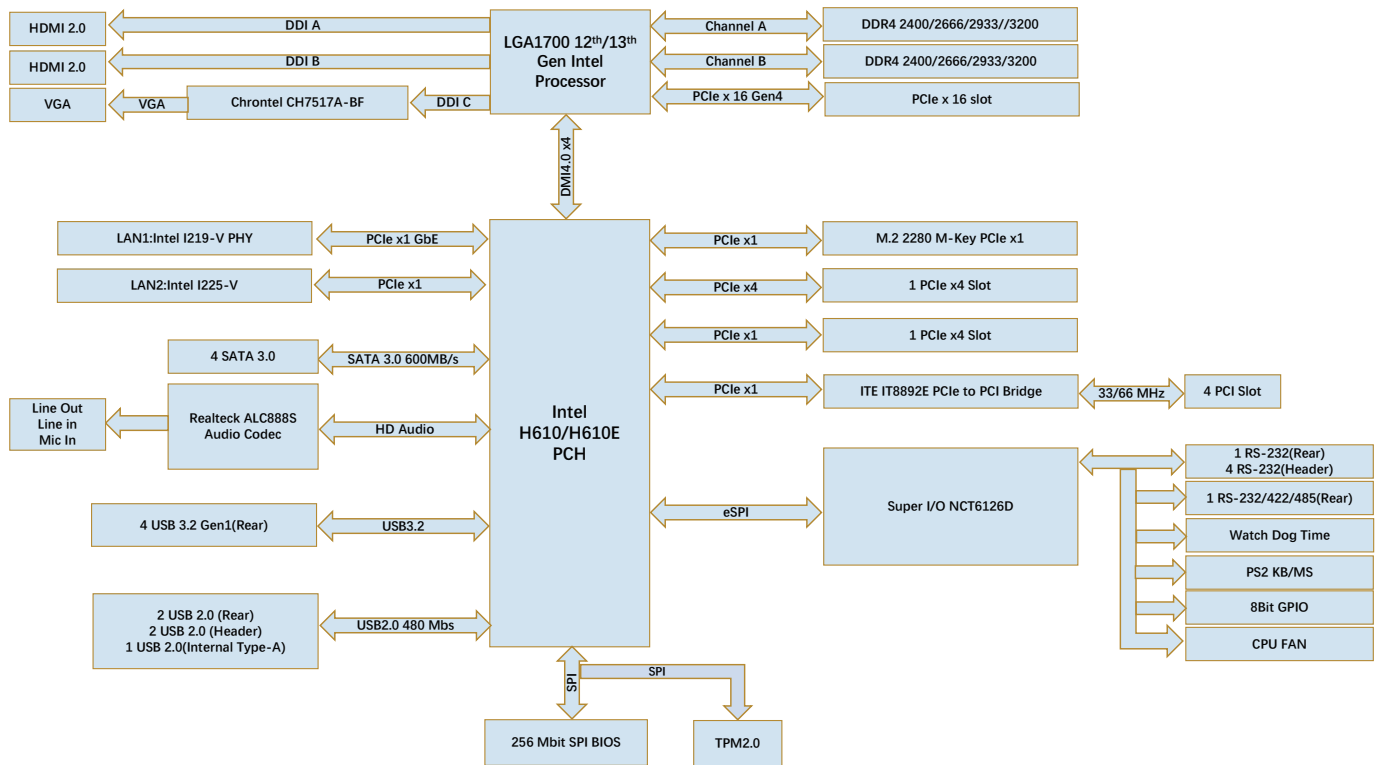 HDMI 2.0
DDI A
LGA1700 12th/13th
Gen Intel
Processor
Channel A
DDR4 2400/2666/2933//3200
HDMI 2.0
DDI B
Channel B
DDR4 2400/2666/2933/3200
VGA
VGA
Chrontel CH7517A-BF
DDI C
PCIe x 16 Gen4
PCIe x 16 slot
DMI4.0 x4
LAN1:Intel I219-V PHY
PCIe x1 GbE
PCIe x1
M.2 2280 M-Key PCIe x1
LAN2:Intel I225-V
PCIe x1
PCIe x4
1 PCIe x4 Slot
PCIe x1
1 PCIe x4 Slot
4 SATA 3.0
SATA 3.0 600MB/s
PCIe x1
ITE IT8892E PCIe to PCI Bridge
33/66 MHz
4 PCI Slot
Line Out
Line in
Mic In
Realteck ALC888S
Audio Codec
HD Audio
Intel
H610/H610E
PCH
1 RS-232(Rear)
4 RS-232(Header)
1 RS-232/422/485(Rear)
eSPI
Super I/O NCT6126D
4 USB 3.2 Gen1(Rear)
USB3.2
Watch Dog Time
PS2 KB/MS
8Bit GPIO
CPU FAN
2 USB 2.0 (Rear)
2 USB 2.0 (Header)
1 USB 2.0(Internal Type-A)
USB2.0 480 Mbs
SPI
SPI
256 Mbit SPI BIOS
TPM2.0